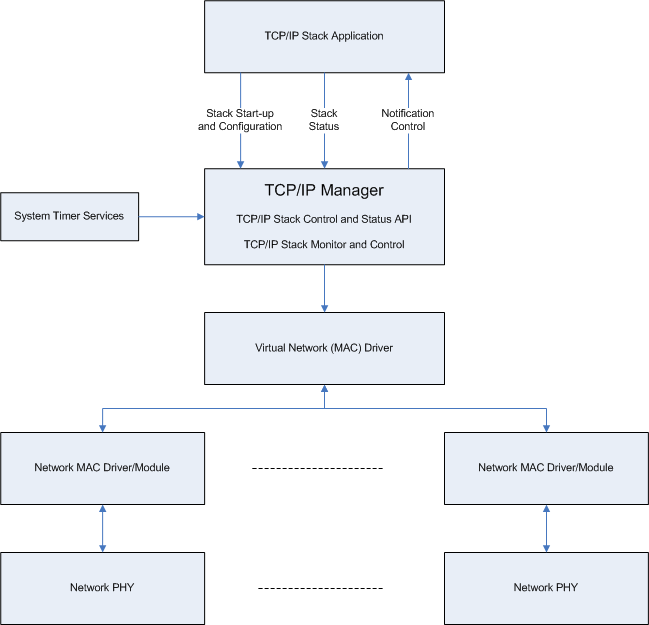 TCP/IP Stack Application
Stack Start-up
and Configuration
Stack
Status
Notification
Control
TCP/IP Manager
TCP/IP Stack Control and Status API
TCP/IP Stack Monitor and Control
System Timer Services
Virtual Network (MAC) Driver
Network MAC Driver/Module
Network MAC Driver/Module
Network PHY
Network PHY